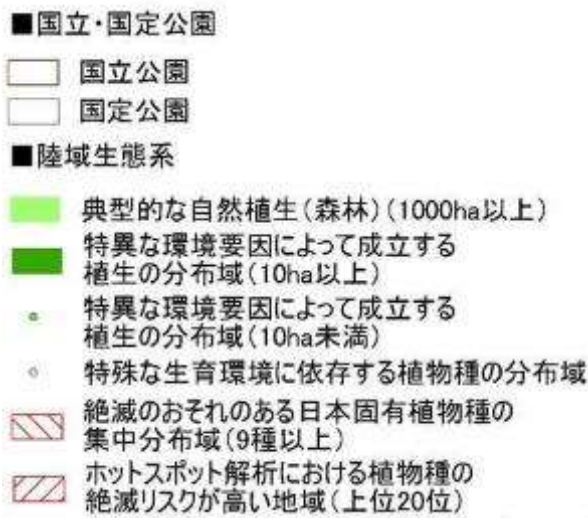 ■国立・国定公園
国立公園
国定公園
■陸域生態系
典型的な自然植生(森林)(1000ha以上)
特異な環境要因によって成立する
植生の分布域(10ha以上)
特異な環境要因によって成立する
植生の分布域(10ha未満)
特殊な生育環境に依存する植物種の分布域
絶滅のおそれのある日本固有植物種の
集中分布域(9種以上)
ホットスポット解析における植物種の
絶滅リスクが高い地域(上位20位)